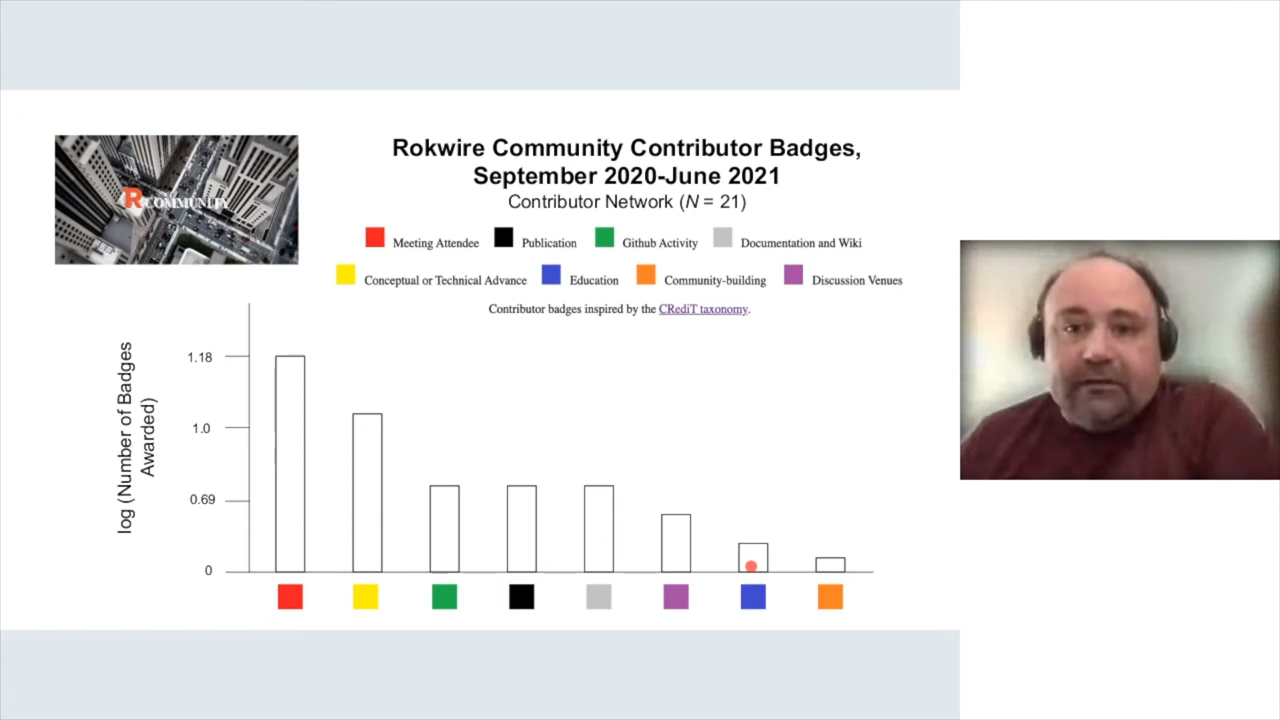 R COMMUNITY
Rokwire Community Contributor Badges,
September 2020-June 2021
Contributor Network (N = 21)
Meeting Attendee Publication Github Activity Documentation and Wiki
Conceptual or Technical Advance Education Community-building Discussion Venues
Contributor badges inspired by the CRediT taxonomy.
log (Number of Badges
Awarded)
1.18
1.0
0.69
0